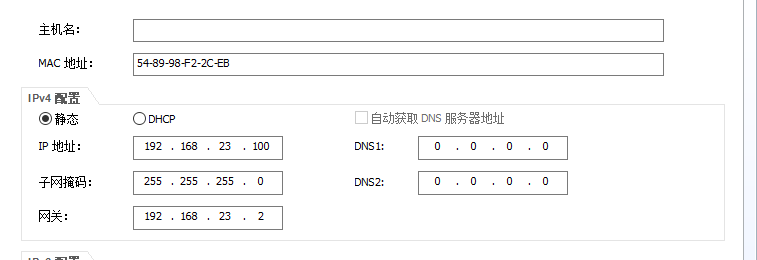 主机名:
MAC 地址: 54-89-98-F2-2C-EB
IPv4 配置
静态 DHCP 自动获取 DNS 服务器地址
IP 地址: 192 . 168 . 23 . 100 DNS1: 0 . 0 . 0 . 0
子网掩码: 255 . 255 . 255 . 0 DNS2: 0 . 0 . 0 . 0
网关: 192 . 168 . 23 . 2